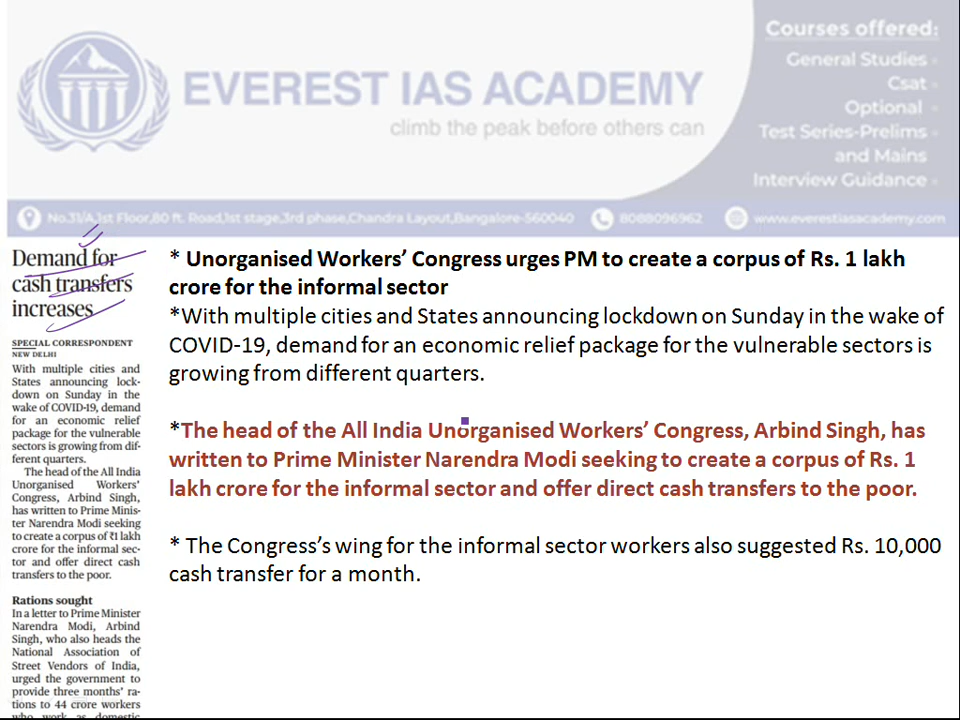 Courses offered:
General Studies
Csat
Optional
Test Series-Prelims
and Mains
Interview Guidance
EVEREST IAS ACADEMY
climb the peak before others can
No.31/A,1st Floor,80 ft. Road,1st stage,3rd phase,Chandra Layout,Bangalore-560040
8088096962
www.everestiasacademy.com
Demand for
cash transfers
increases
SPECIAL CORRESPONDENT
NEW DELHI
With multiple cities and
States announcing lock-
down on Sunday in the
wake of COVID-19, demand
for an economic relief
package for the vulnerable
sectors is growing from dif-
ferent quarters.
The head of the All India
Unorganised Workers'
Congress, Arbind Singh,
has written to Prime Minis-
ter Narendra Modi seeking
to create a corpus of ₹1 lakh
crore for the informal sec-
tor and offer direct cash
transfers to the poor.
Rations sought
In a letter to Prime Minister
Narendra Modi, Arbind
Singh, who also heads the
National Association of
Street Vendors of India,
urged the government to
provide three months' ra-
tions to 44 crore workers
who work as domestic
* Unorganised Workers' Congress urges PM to create a corpus of Rs. 1 lakh
crore for the informal sector
*With multiple cities and States announcing lockdown on Sunday in the wake of
COVID-19, demand for an economic relief package for the vulnerable sectors is
growing from different quarters.
*The head of the All India Unorganised Workers' Congress, Arbind Singh, has
written to Prime Minister Narendra Modi seeking to create a corpus of Rs. 1
lakh crore for the informal sector and offer direct cash transfers to the poor.
* The Congress's wing for the informal sector workers also suggested Rs. 10,000
cash transfer for a month.